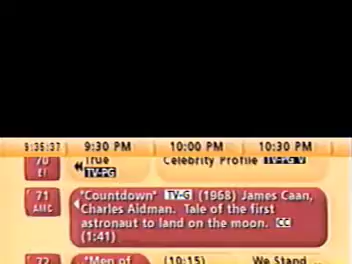 9:35:37 9:30 PM 10:00 PM 10:30 PM
70 True Celebrity Profile TV-PG V
E! TV-PG
71 "Countdown" TV-G (1968) James Caan,
AMC Charles Aidman. Tale of the first
astronaut to land on the moon. CC
(1:41)
72 "Men of (10:15) We Stand